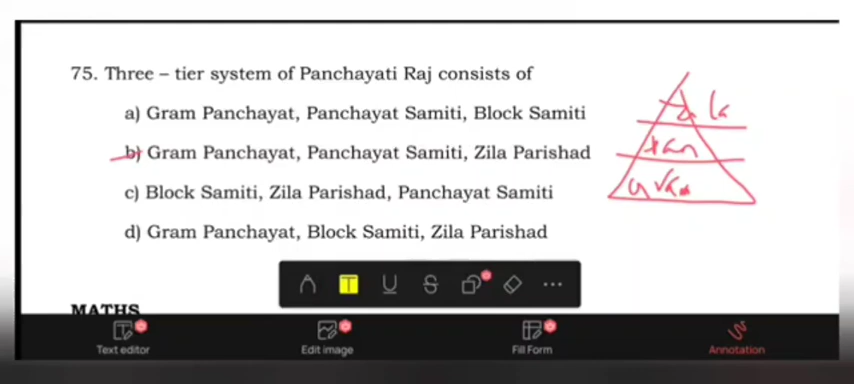 75. Three – tier system of Panchayati Raj consists of
a) Gram Panchayat, Panchayat Samiti, Block Samiti
b) Gram Panchayat, Panchayat Samiti, Zila Parishad
c) Block Samiti, Zila Parishad, Panchayat Samiti
d) Gram Panchayat, Block Samiti, Zila Parishad
MATHS
Text editor
Edit image
Fill Form
Annotation